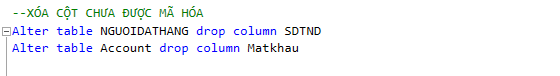 --XÓA CỘT CHƯA ĐƯỢC MÃ HÓA
Alter table NGUOIDATHANG drop column SDTND
Alter table Account drop column Matkhau